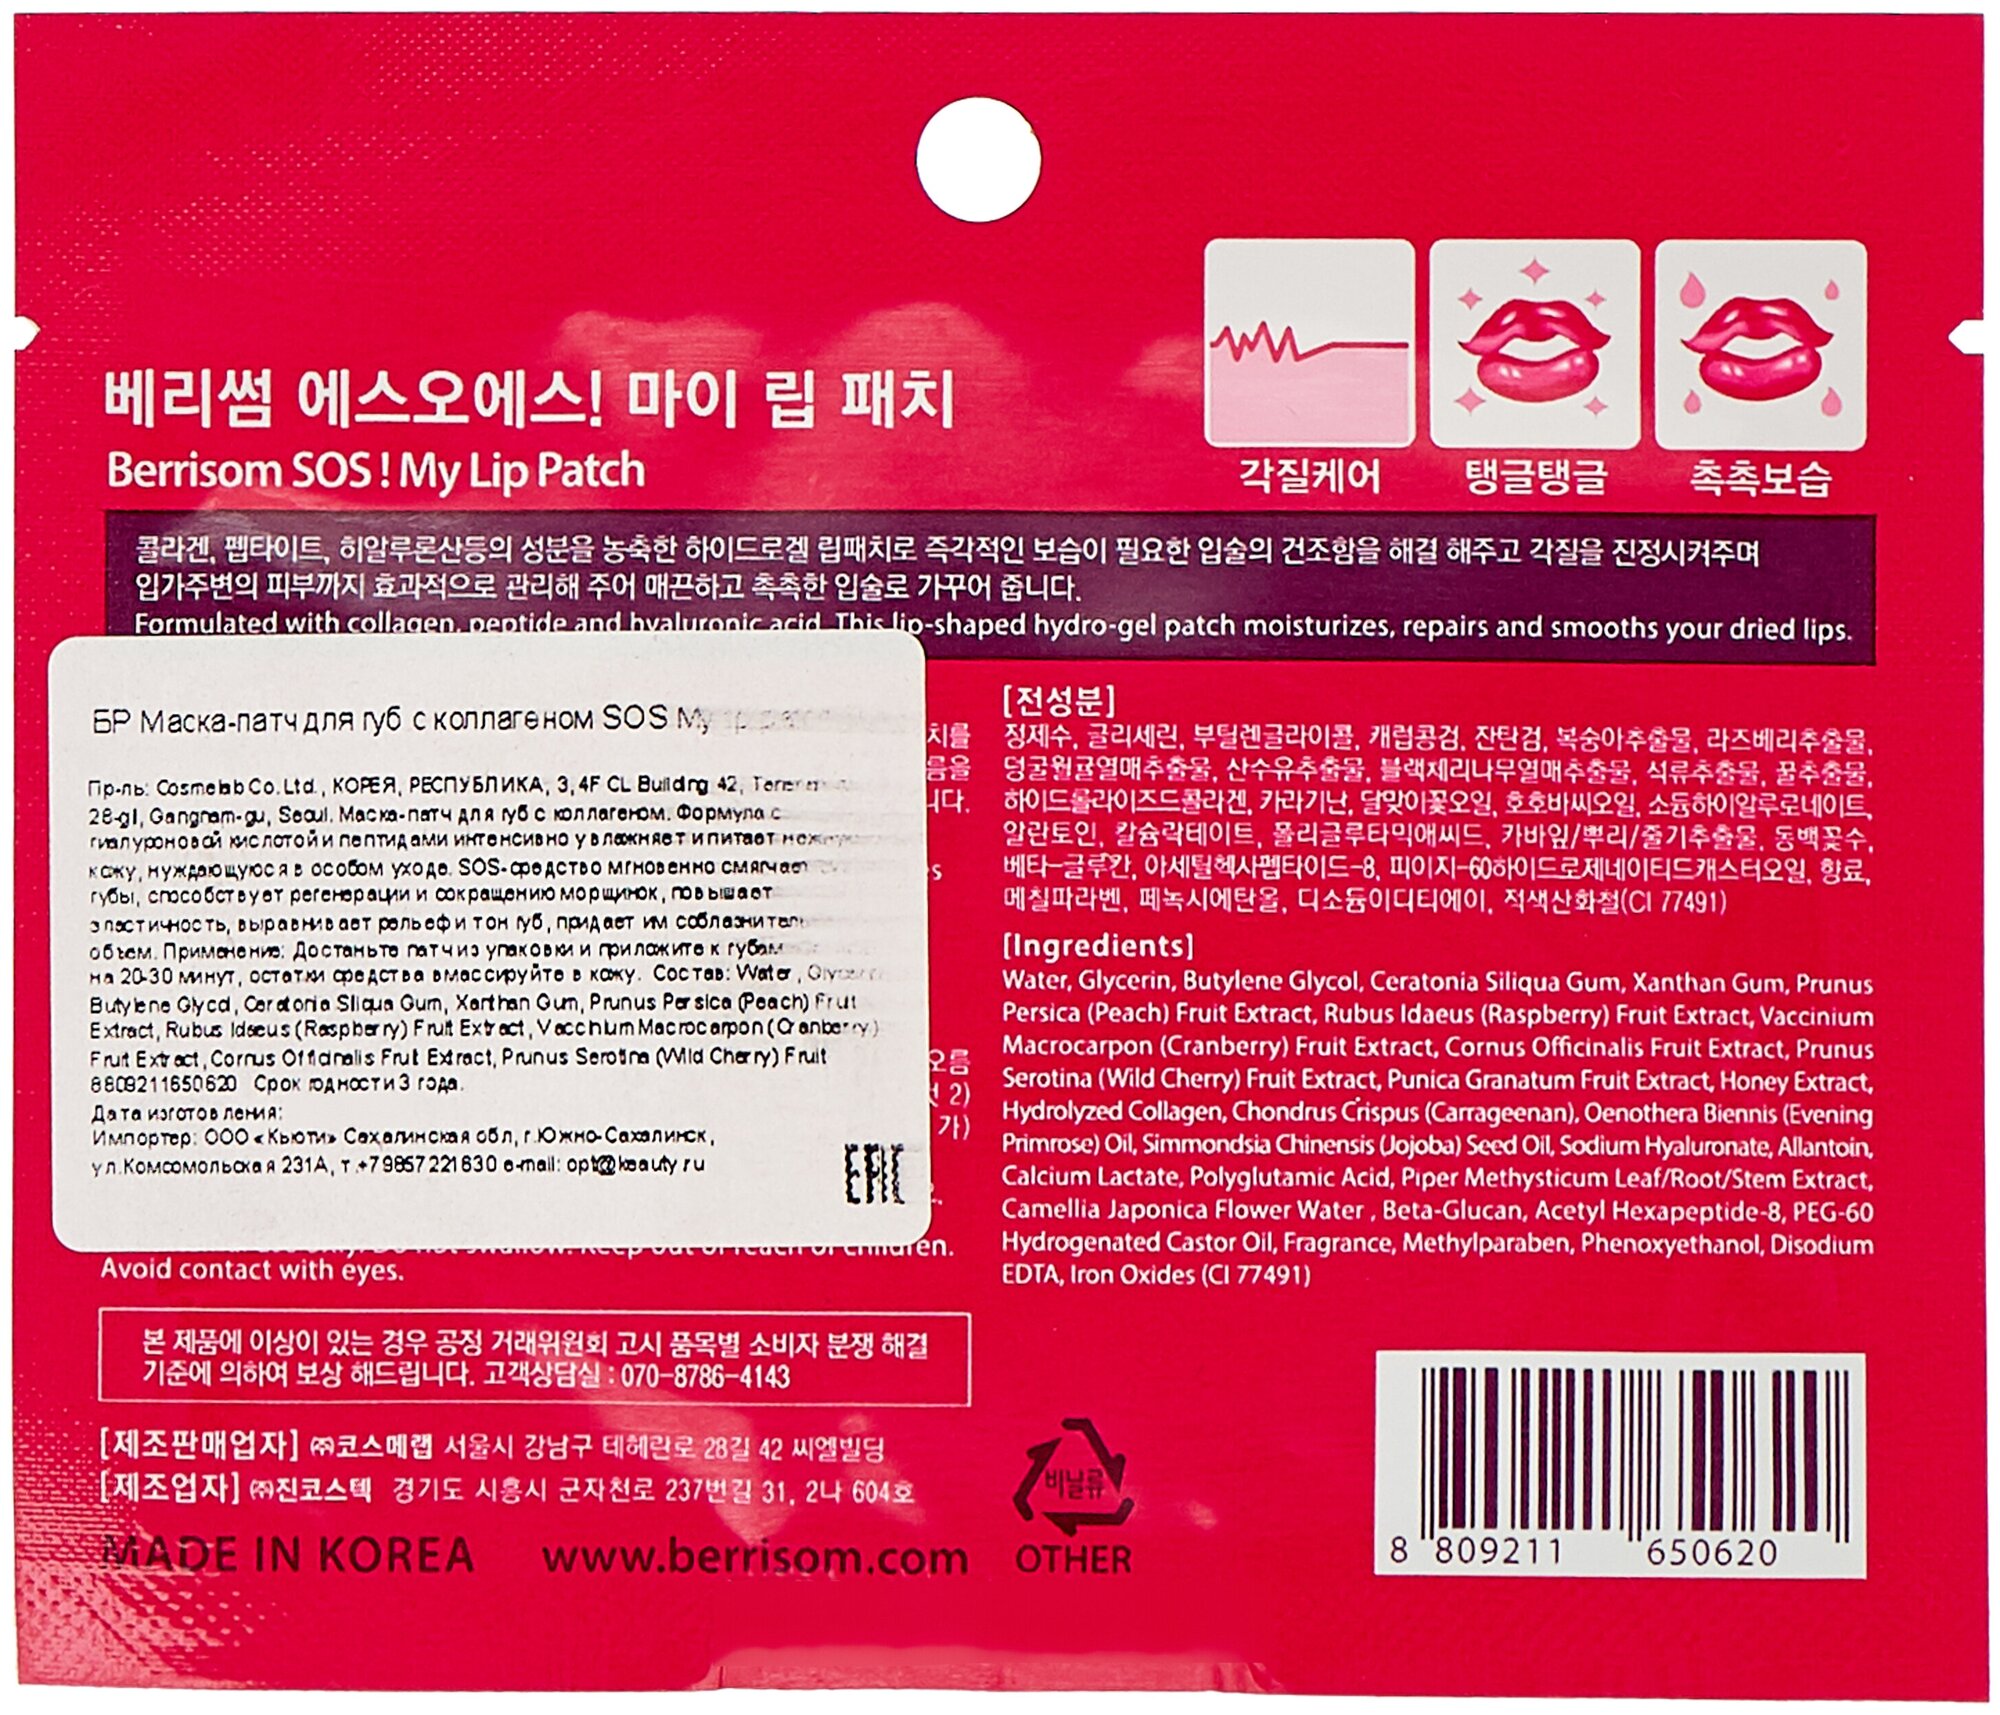 베리썸 에스오에스! 마이 립 패치
Berrisom SOS! My Lip Patch
각질케어
탱글탱글
촉촉보습
콜라겐, 펩타이트, 히알루론산등의 성분을 농축한 하이드로겔 립패치로 즉각적인 보습이 필요한 입술의 건조함을 해결 해주고 각질을 진정시켜주며
입가주변의 피부까지 효과적으로 관리해 주어 매끈하고 촉촉한 입술로 가꾸어 줍니다.
Formulated with collagen, peptide and hyaluronic acid. This lip-shaped hydro-gel patch moisturizes, repairs and smooths your dried lips.
БР Маска-патч для губ с коллагеном SOS My
Пр-ль: Cosmelab Co.Ltd., КОРЕЯ, РЕСПУБЛИКА, 3, 4F CL Building 42,
28-gil, Gangnam-gu, Seoul. Маска-патч для губ с коллагеном. Формула с
гиалуроновой кислотой и пептидами интенсивно увлажняет и питает нежную
кожу, нуждающуюся в особом уходе. SOS-средство мгновенно смягчает
губы, способствует регенерации и сокращению морщинок, повышает
эластичность, выравнивает рельеф и тон губ, придает им
объем. Применение: Достаньте патч из упаковки и приложите к губам
на 20-30 минут, остатки средства вмассируйте в кожу. Состав: Water, Glycerin
Butylene Glycol, Ceratonia Siliqua Gum, Xanthan Gum, Prunus Persica (Peach) Fruit
Extract, Rubus Idaeus (Raspberry) Fruit Extract, Vaccinium Macrocarpon (Cranberry)
Fruit Extract, Cornus Officinalis Fruit Extract, Prunus Serotina (Wild Cherry) Fruit
8809211650620 Срок годности 3 года.
Дата изготовления:
Импортер: ООО «Кьюти» Сахалинская обл, г.Южно-Сахалинск,
ул.Комсомольская 231А, т.+79857221630 e-mail: opt@keauty.ru
EAC
치를
름을
니다.
오름
2)
가)
children.
Avoid contact with eyes.
[전성분]
정제수, 글리세린, 부틸렌글라이콜, 캐럽콩검, 잔탄검, 복숭아추출물, 라즈베리추출물,
덩굴월귤열매추출물, 산수유추출물, 블랙체리나무열매추출물, 석류추출물, 꿀추출물,
하이드롤라이즈드콜라겐, 카라기난, 달맞이꽃오일, 호호바씨오일, 소듐하이알루로네이트,
알란토인, 칼슘락테이트, 폴리글루타믹애씨드, 카바잎/뿌리/줄기추출물, 동백꽃수,
베타-글루칸, 아세틸헥사펩타이드-8, 피이지-60하이드로제네이티드캐스터오일, 향료,
메칠파라벤, 페녹시에탄올, 디소듐이디티에이, 적색산화철(CI 77491)
[Ingredients]
Water, Glycerin, Butylene Glycol, Ceratonia Siliqua Gum, Xanthan Gum, Prunus
Persica (Peach) Fruit Extract, Rubus Idaeus (Raspberry) Fruit Extract, Vaccinium
Macrocarpon (Cranberry) Fruit Extract, Cornus Officinalis Fruit Extract, Prunus
Serotina (Wild Cherry) Fruit Extract, Punica Granatum Fruit Extract, Honey Extract,
Hydrolyzed Collagen, Chondrus Crispus (Carrageenan), Oenothera Biennis (Evening
Primrose) Oil, Simmondsia Chinensis (Jojoba) Seed Oil, Sodium Hyaluronate, Allantoin,
Calcium Lactate, Polyglutamic Acid, Piper Methysticum Leaf/Root/Stem Extract,
Camellia Japonica Flower Water , Beta-Glucan, Acetyl Hexapeptide-8, PEG-60
Hydrogenated Castor Oil, Fragrance, Methylparaben, Phenoxyethanol, Disodium
EDTA, Iron Oxides (CI 77491)
본 제품에 이상이 있는 경우 공정 거래위원회 고시 품목별 소비자 분쟁 해결
기준에 의하여 보상 해드립니다. 고객상담실 : 070-8786-4143
[제조판매업자] ㈜코스메랩 서울시 강남구 테헤란로 28길 42 씨엘빌딩
[제조업자] ㈜진코스텍 경기도 시흥시 군자천로 237번길 31, 2나 604호
MADE IN KOREA www.berrisom.com
비닐류
OTHER
8 809211 650620